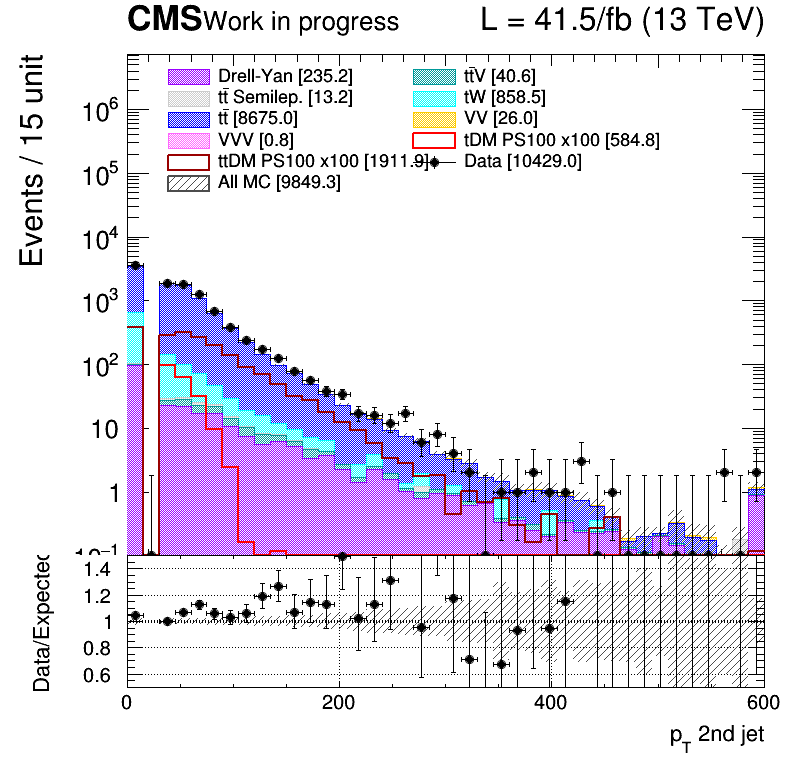 CMS Work in progress L = 41.5/fb (13 TeV)
Events / 15 unit
Drell-Yan [235.2] tt̄V [40.6]
tt̄ Semilep. [13.2] tW [858.5]
tt̄ [8675.0] VV [26.0]
VVV [0.8] tDM PS100 x100 [584.8]
ttDM PS100 x100 [1911.9] Data [10429.0]
All MC [9849.3]
10⁶
10⁵
10⁴
10³
10²
10
1
10⁻¹
Data/Expected
1.4
1.2
1
0.8
0.6
0 200 400 600
p_T 2nd jet